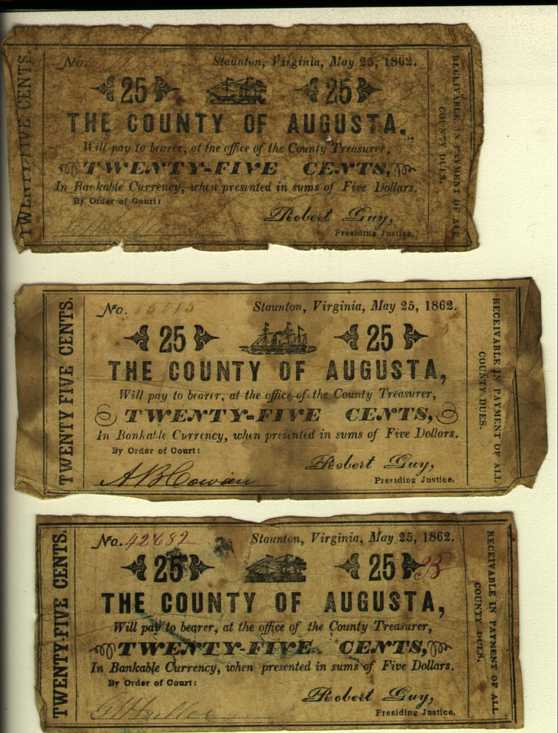 TWENTY-FIVE CENTS.
No.
Staunton, Virginia, May 25, 1862.
25 25
THE COUNTY OF AUGUSTA,
Will pay to bearer, at the office of the County Treasurer,
TWENTY-FIVE CENTS,
In Bankable Currency, when presented in sums of Five Dollars.
By Order of Court:
Robert Guy,
Presiding Justice.
RECEIVABLE IN PAYMENT OF ALL
COUNTY DUES.
TWENTY FIVE CENTS.
No.
Staunton, Virginia, May 25, 1862.
25 25
THE COUNTY OF AUGUSTA,
Will pay to bearer, at the office of the County Treasurer,
TWENTY-FIVE CENTS,
In Bankable Currency, when presented in sums of Five Dollars.
By Order of Court:
A B Cowan
Robert Guy,
Presiding Justice.
RECEIVABLE IN PAYMENT OF ALL
COUNTY DUES.
TWENTY-FIVE CENTS.
No. 42682
Staunton, Virginia, May 25, 1862.
25 25 B
THE COUNTY OF AUGUSTA,
Will pay to bearer, at the office of the County Treasurer,
TWENTY-FIVE CENTS,
In Bankable Currency, when presented in sums of Five Dollars.
By Order of Court:
Robert Guy,
Presiding Justice.
RECEIVABLE IN PAYMENT OF ALL
COUNTY DUES.